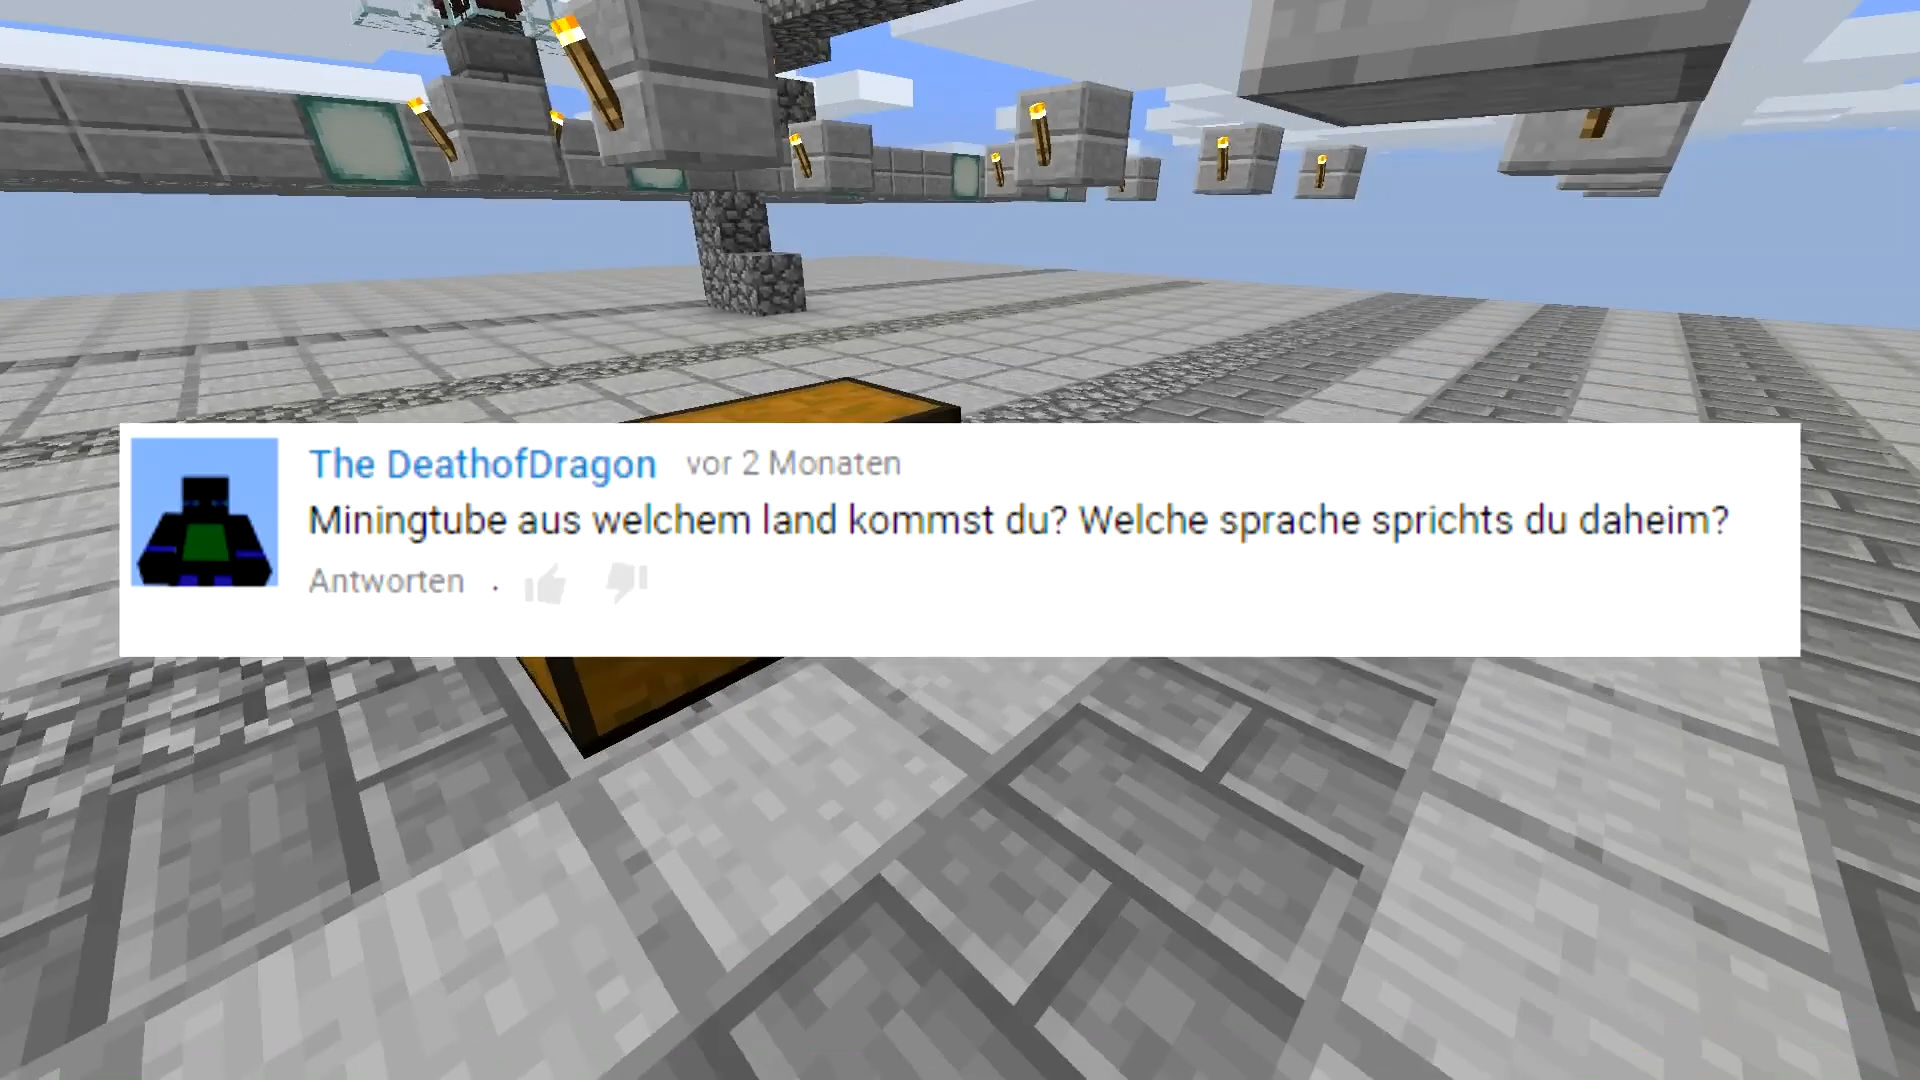 The DeathofDragon vor 2 Monaten
Miningtube aus welchem land kommst du? Welche sprache sprichts du daheim?
Antworten .